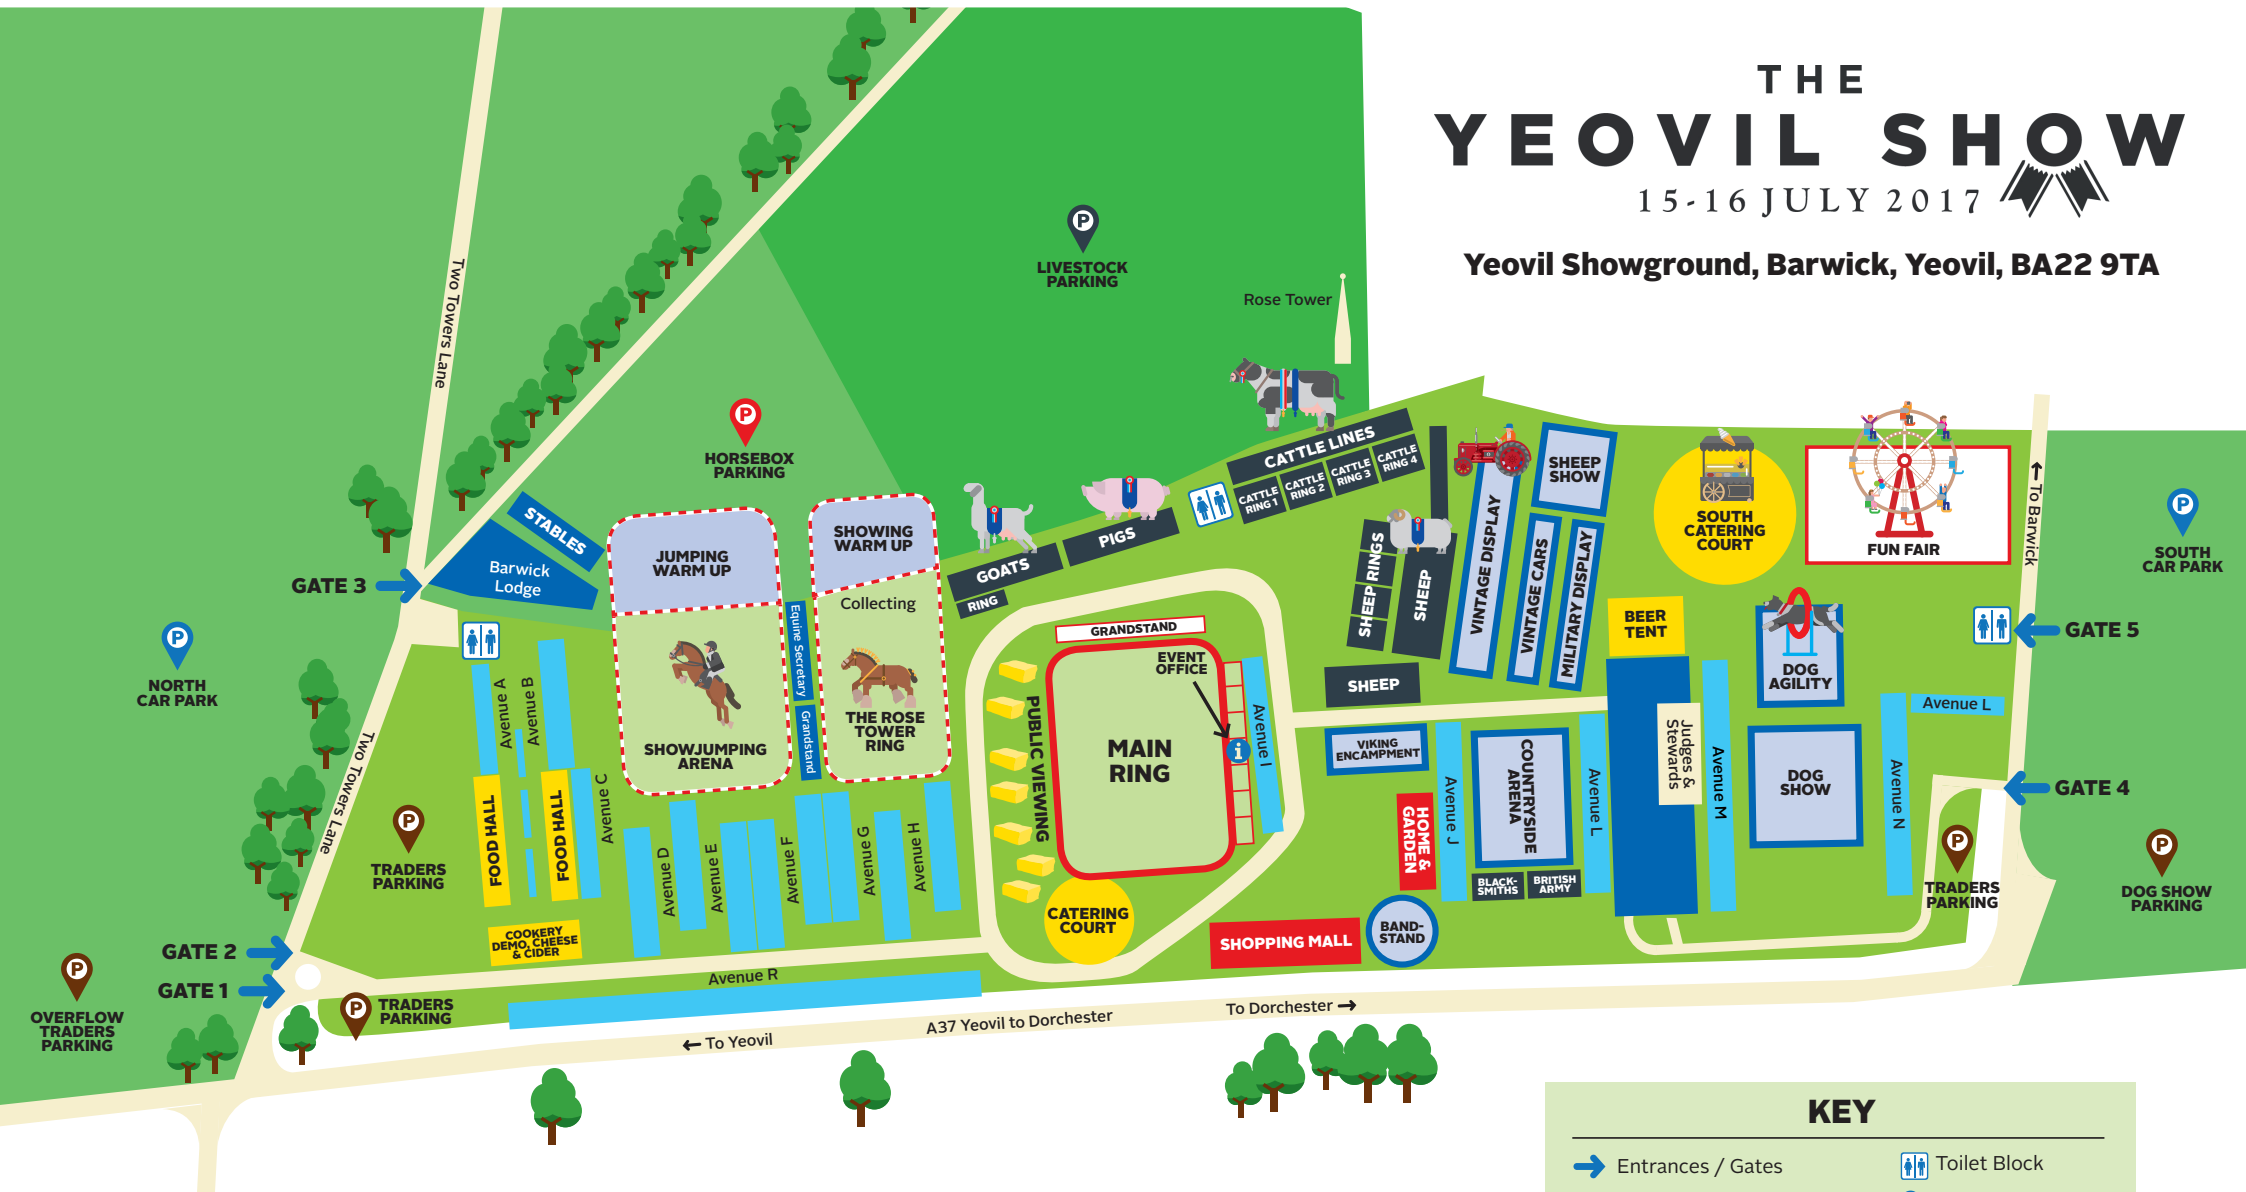 THE
YEOVIL SHOW
15-16 JULY 2017
Yeovil Showground, Barwick, Yeovil, BA22 9TA
Two Towers Lane
P
LIVESTOCK
PARKING
Rose Tower
P
HORSEBOX
PARKING
CATTLE LINES
CATTLE
RING 1
CATTLE
RING 2
CATTLE
RING 3
CATTLE
RING 4
PIGS
GOATS
RING
SHEEP RINGS
SHEEP
VINTAGE DISPLAY
SHEEP
SHOW
VINTAGE CARS
MILITARY DISPLAY
SOUTH
CATERING
COURT
FUN FAIR
To Barwick
P
SOUTH
CAR PARK
STABLES
Barwick
Lodge
GATE 3
JUMPING
WARM UP
SHOWING
WARM UP
Collecting
Equine Secretary
Grandstand
SHOWJUMPING
ARENA
THE ROSE
TOWER
RING
P
NORTH
CAR PARK
GRANDSTAND
EVENT
OFFICE
i
PUBLIC VIEWING
MAIN
RING
Avenue I
SHEEP
BEER
TENT
DOG
AGILITY
GATE 5
Avenue L
Avenue A
Avenue B
Avenue C
FOOD HALL
FOOD HALL
Two Towers Lane
P
TRADERS
PARKING
VIKING
ENCAMPMENT
HOME &
GARDEN
Avenue J
COUNTRYSIDE
ARENA
BLACK-
SMITHS
BRITISH
ARMY
Avenue L
Judges &
Stewards
Avenue M
DOG
SHOW
Avenue N
GATE 4
P
TRADERS
PARKING
P
DOG SHOW
PARKING
Avenue D
Avenue E
Avenue F
Avenue G
Avenue H
COOKERY
DEMO, CHEESE
& CIDER
CATERING
COURT
SHOPPING MALL
BAND-
STAND
GATE 2
GATE 1
P
OVERFLOW
TRADERS
PARKING
P
TRADERS
PARKING
Avenue R
To Yeovil
A37 Yeovil to Dorchester
To Dorchester
KEY
Entrances / Gates
Toilet Block